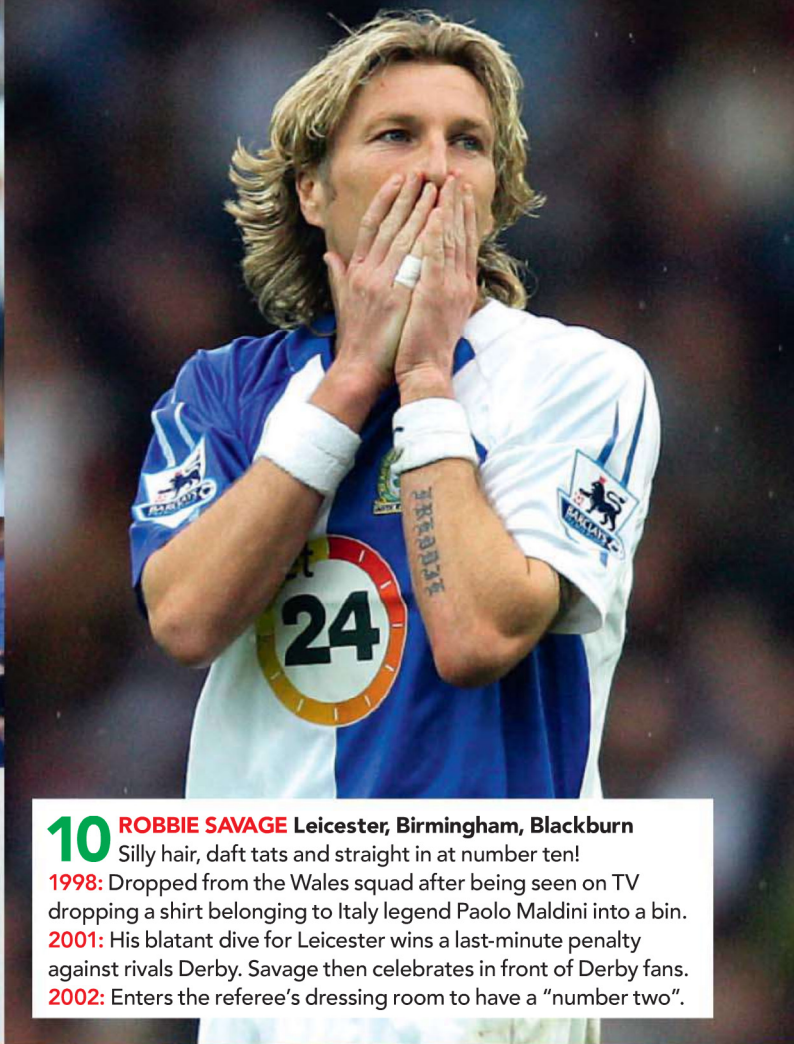 BARCLAYS
BARCLAYS
24
10 ROBBIE SAVAGE Leicester, Birmingham, Blackburn
Silly hair, daft tats and straight in at number ten!
1998: Dropped from the Wales squad after being seen on TV
dropping a shirt belonging to Italy legend Paolo Maldini into a bin.
2001: His blatant dive for Leicester wins a last-minute penalty
against rivals Derby. Savage then celebrates in front of Derby fans.
2002: Enters the referee’s dressing room to have a “number two”.